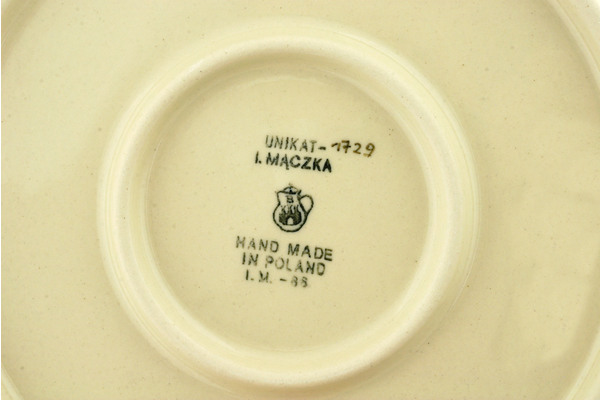 UNIKAT-1729
I. MĄCZKA
B
HAND MADE
IN POLAND
I. M. -88